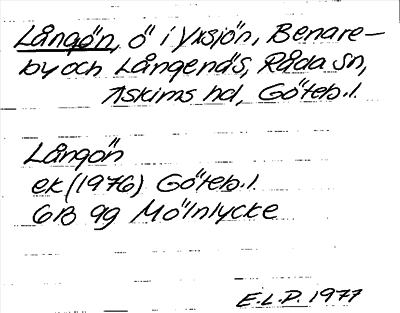 Långön, ö i Yxsjön, Benare-
by och Långenäs, Råda sn,
Askims hd, Göteb. l.
Långön
ek (1976) Göteb. l.
6B 9g Mölnlycke
E.L.P. 1977